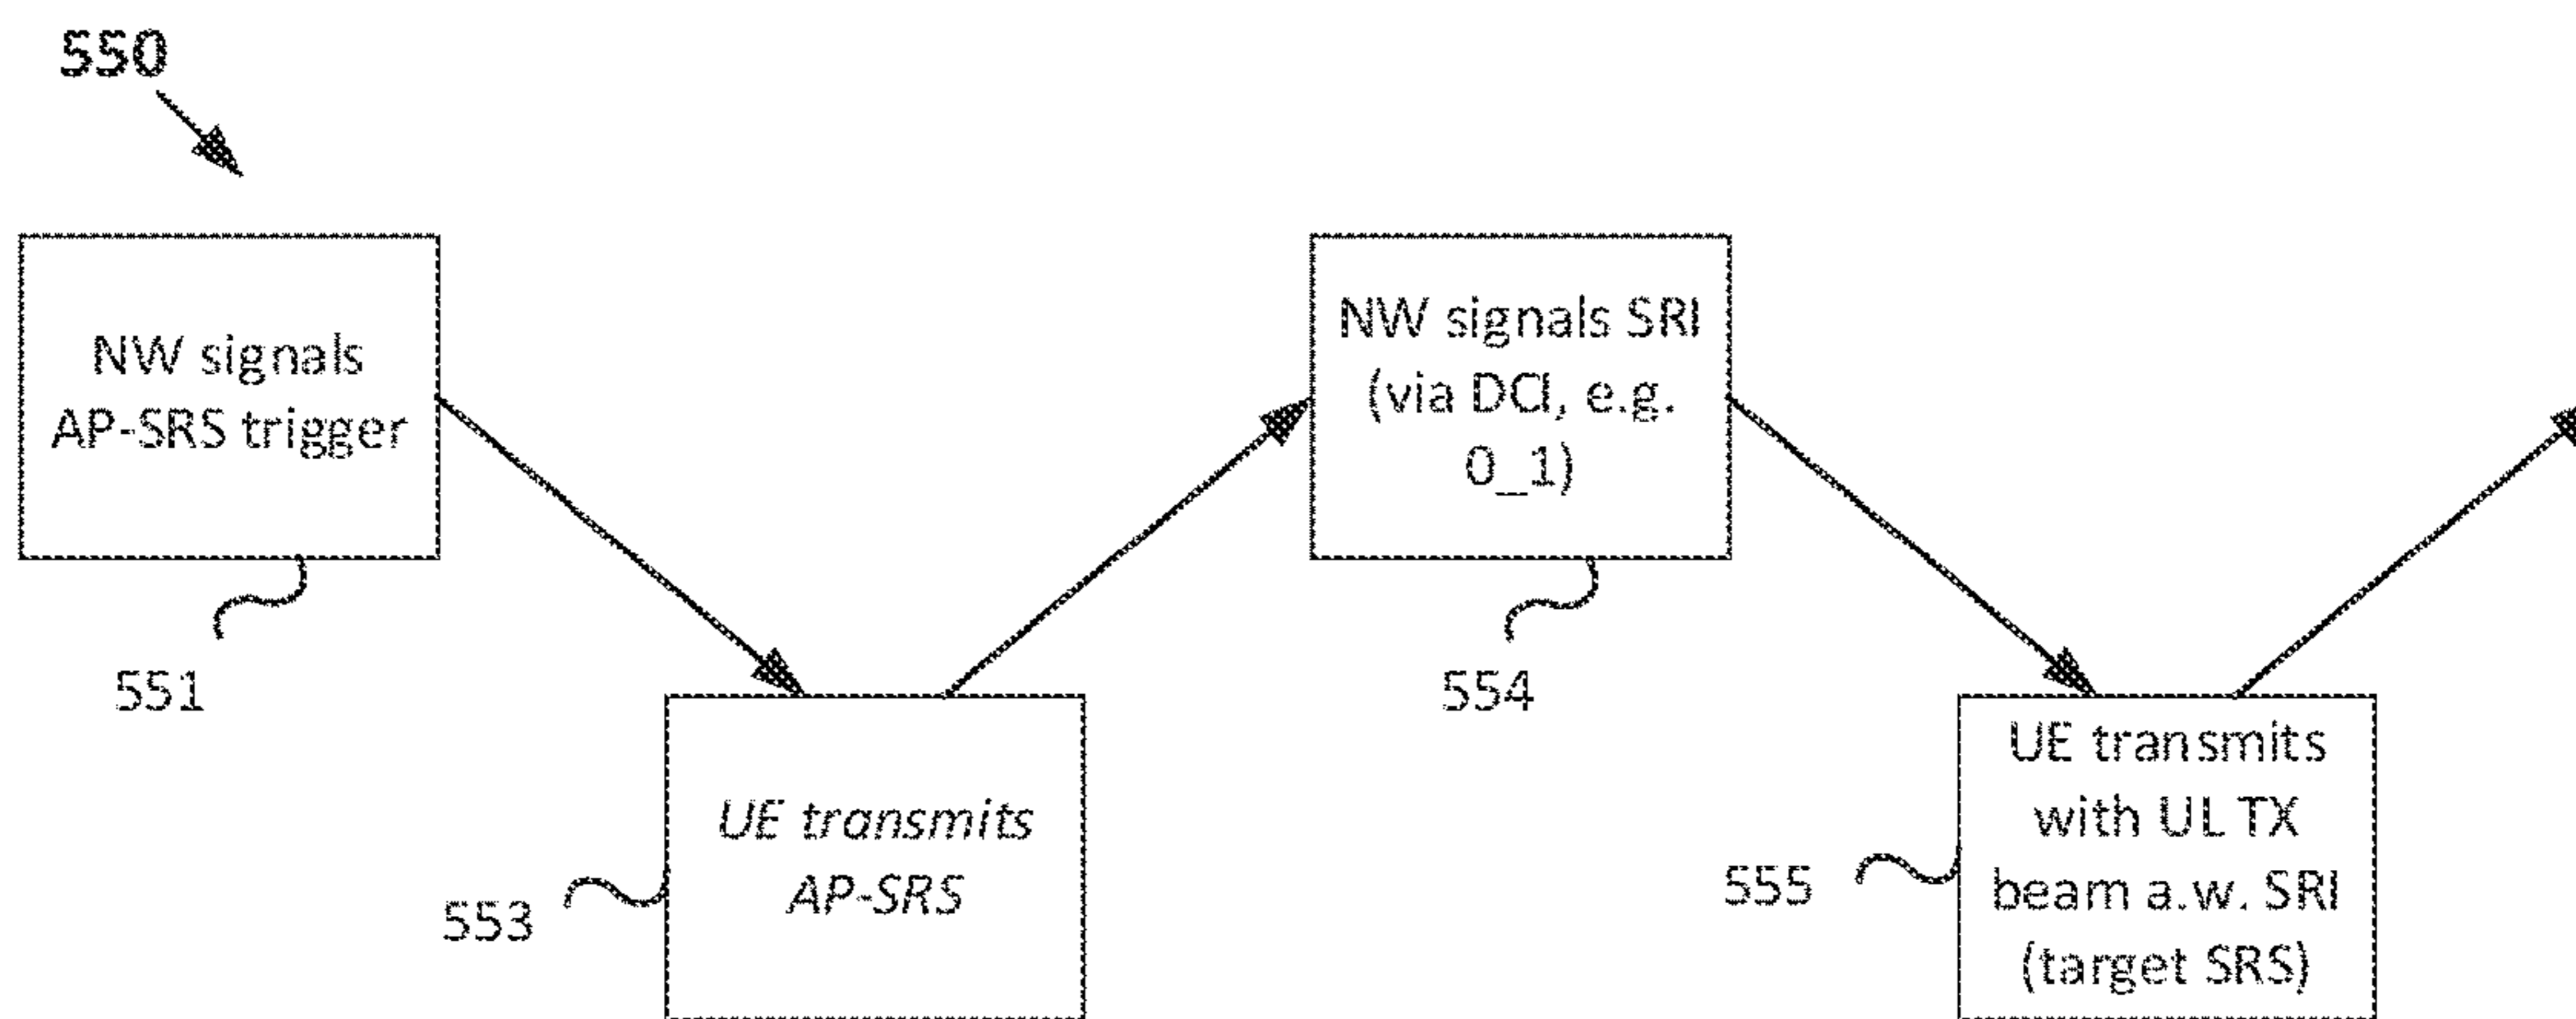 550
NW signals
AP-SRS trigger
551
UE transmits
AP-SRS
553
NW signals SRI
(via DCI, e.g.
0_1)
554
UE transmits
with UL TX
beam a.w. SRI
(target SRS)
555